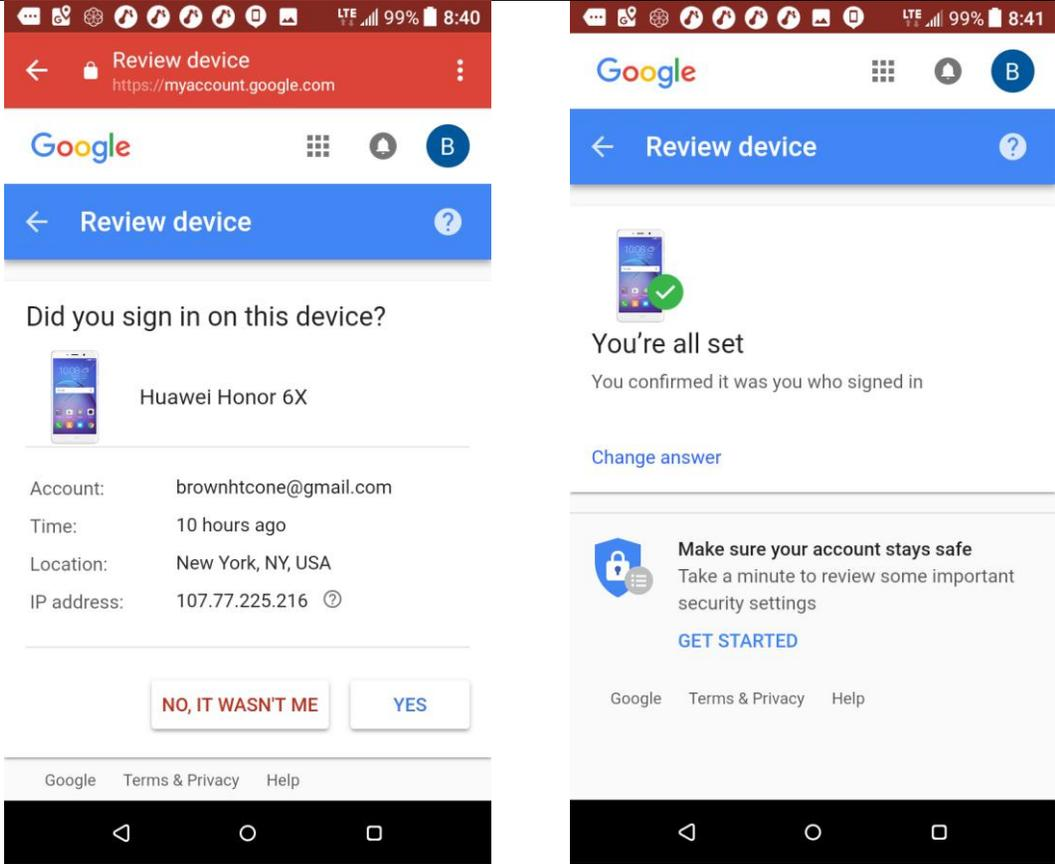 LTE 99% 8:40
Review device
https://myaccount.google.com
Google B
Review device ?
Did you sign in on this device?
Huawei Honor 6X
Account: brownhtcone@gmail.com
Time: 10 hours ago
Location: New York, NY, USA
IP address: 107.77.225.216 ?
NO, IT WASN'T ME YES
Google Terms & Privacy Help
LTE 99% 8:41
Google B
Review device ?
10:08
You're all set
You confirmed it was you who signed in
Change answer
Make sure your account stays safe
Take a minute to review some important
security settings
GET STARTED
Google Terms & Privacy Help